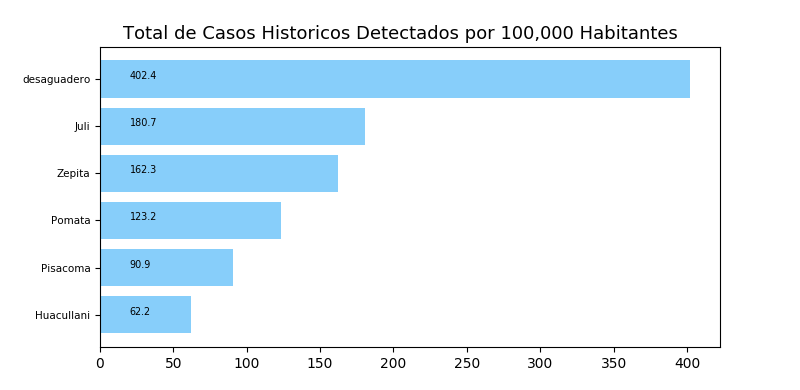 Total de Casos Historicos Detectados por 100,000 Habitantes
desaguadero 402.4
Juli 180.7
Zepita 162.3
Pomata 123.2
Pisacoma 90.9
Huacullani 62.2
0 50 100 150 200 250 300 350 400